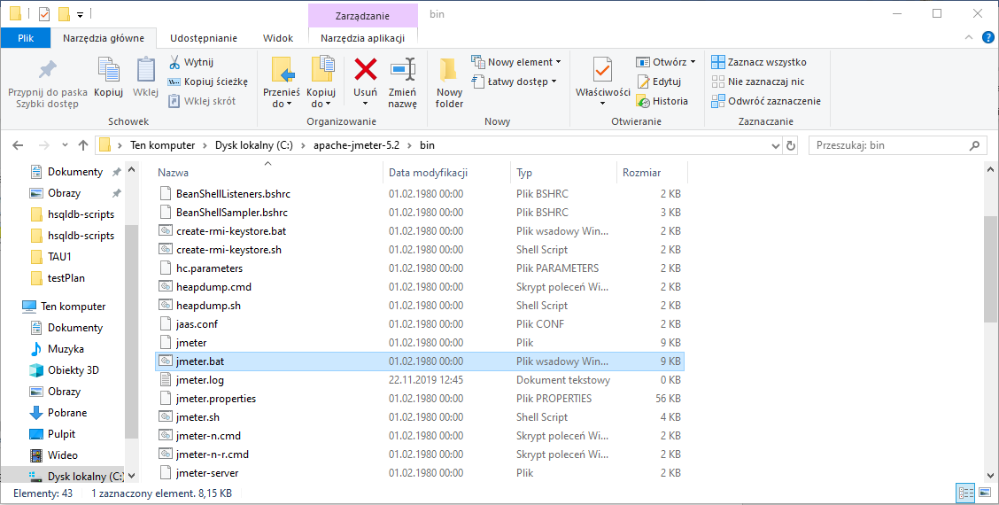 Zarządzanie
bin
Plik
Narzędzia główne
Udostępnianie
Widok
Narzędzia aplikacji
Przypnij do paska
Szybki dostęp
Kopiuj
Wklej
Wytnij
Kopiuj ścieżkę
Wklej skrót
Schowek
Przenieś
do
Kopiuj
do
Usuń
Zmień
nazwę
Organizowanie
Nowy
folder
Nowy element
Łatwy dostęp
Nowy
Właściwości
Otwórz
Edytuj
Historia
Otwieranie
Zaznacz wszystko
Nie zaznaczaj nic
Odwróć zaznaczenie
Zaznaczanie
Ten komputer > Dysk lokalny (C:) > apache-jmeter-5.2 > bin
Przeszukaj: bin
Dokumenty
Obrazy
hsqldb-scripts
hsqldb-scripts
TAU1
testPlan
Ten komputer
Dokumenty
Muzyka
Obiekty 3D
Obrazy
Pobrane
Pulpit
Wideo
Dysk lokalny (C:)
Nazwa Data modyfikacji Typ Rozmiar
BeanShellListeners.bshrc 01.02.1980 00:00 Plik BSHRC 2 KB
BeanShellSampler.bshrc 01.02.1980 00:00 Plik BSHRC 3 KB
create-rmi-keystore.bat 01.02.1980 00:00 Plik wsadowy Win... 2 KB
create-rmi-keystore.sh 01.02.1980 00:00 Shell Script 2 KB
hc.parameters 01.02.1980 00:00 Plik PARAMETERS 2 KB
heapdump.cmd 01.02.1980 00:00 Skrypt poleceń Wi... 2 KB
heapdump.sh 01.02.1980 00:00 Shell Script 2 KB
jaas.conf 01.02.1980 00:00 Plik CONF 2 KB
jmeter 01.02.1980 00:00 Plik 9 KB
jmeter.bat 01.02.1980 00:00 Plik wsadowy Win... 9 KB
jmeter.log 22.11.2019 12:45 Dokument tekstowy 0 KB
jmeter.properties 01.02.1980 00:00 Plik PROPERTIES 56 KB
jmeter.sh 01.02.1980 00:00 Shell Script 4 KB
jmeter-n.cmd 01.02.1980 00:00 Skrypt poleceń Wi... 2 KB
jmeter-n-r.cmd 01.02.1980 00:00 Skrypt poleceń Wi... 2 KB
jmeter-server 01.02.1980 00:00 Plik 2 KB
Elementy: 43 1 zaznaczony element. 8,15 KB